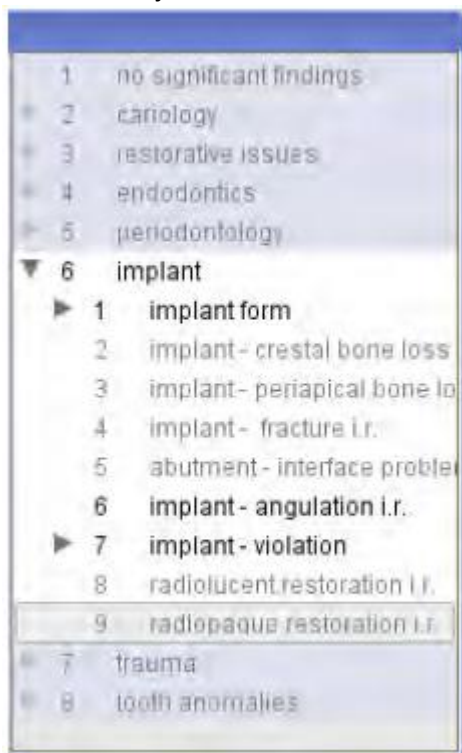 1 no significant findings
2 cariology
3 restorative issues
4 endodontics
5 periodontology
6 implant
1 implant form
2 implant - crestal bone loss
3 implant - periapical bone lo
4 implant - fracture i.r.
5 abutment - interface proble
6 implant - angulation i.r.
7 implant - violation
8 radiolucent restoration i.r.
9 radiopaque restoration i.r.
7 trauma
8 tooth anomalies